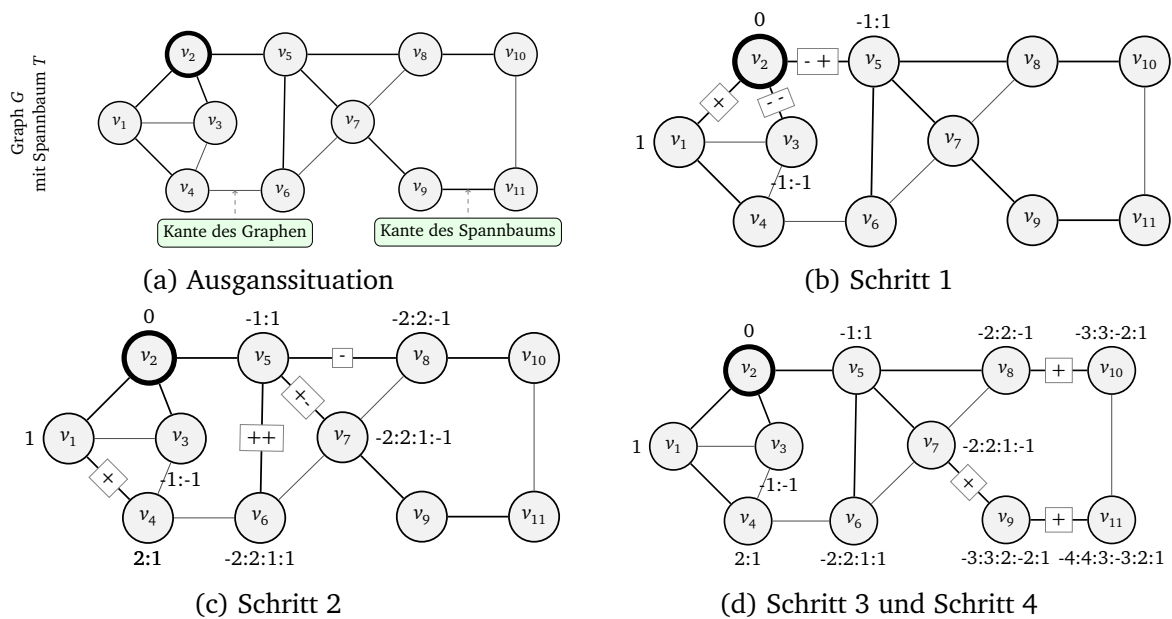 Graph G
mit Spannbaum T
v2
v5
v8
v10
v1
v3
v7
v4
v6
v9
v11
Kante des Graphen
Kante des Spannbaums
(a) Ausganssituation
0
-1:1
v2
- +
v5
v8
v10
+
- -
1
v1
v3
v7
-1:-1
v4
v6
v9
v11
(b) Schritt 1
0
-1:1
-2:2:-1
v2
v5
-
v8
v10
+-
1
v1
v3
++
v7
-2:2:1:-1
+
-1:-1
v4
v6
v9
v11
2:1
-2:2:1:1
(c) Schritt 2
0
-1:1
-2:2:-1
-3:3:-2:1
v2
v5
v8
+
v10
1
v1
v3
v7
-2:2:1:-1
-1:-1
+
v4
v6
v9
+
v11
2:1
-2:2:1:1
-3:3:2:-2:1
-4:4:3:-3:2:1
(d) Schritt 3 und Schritt 4